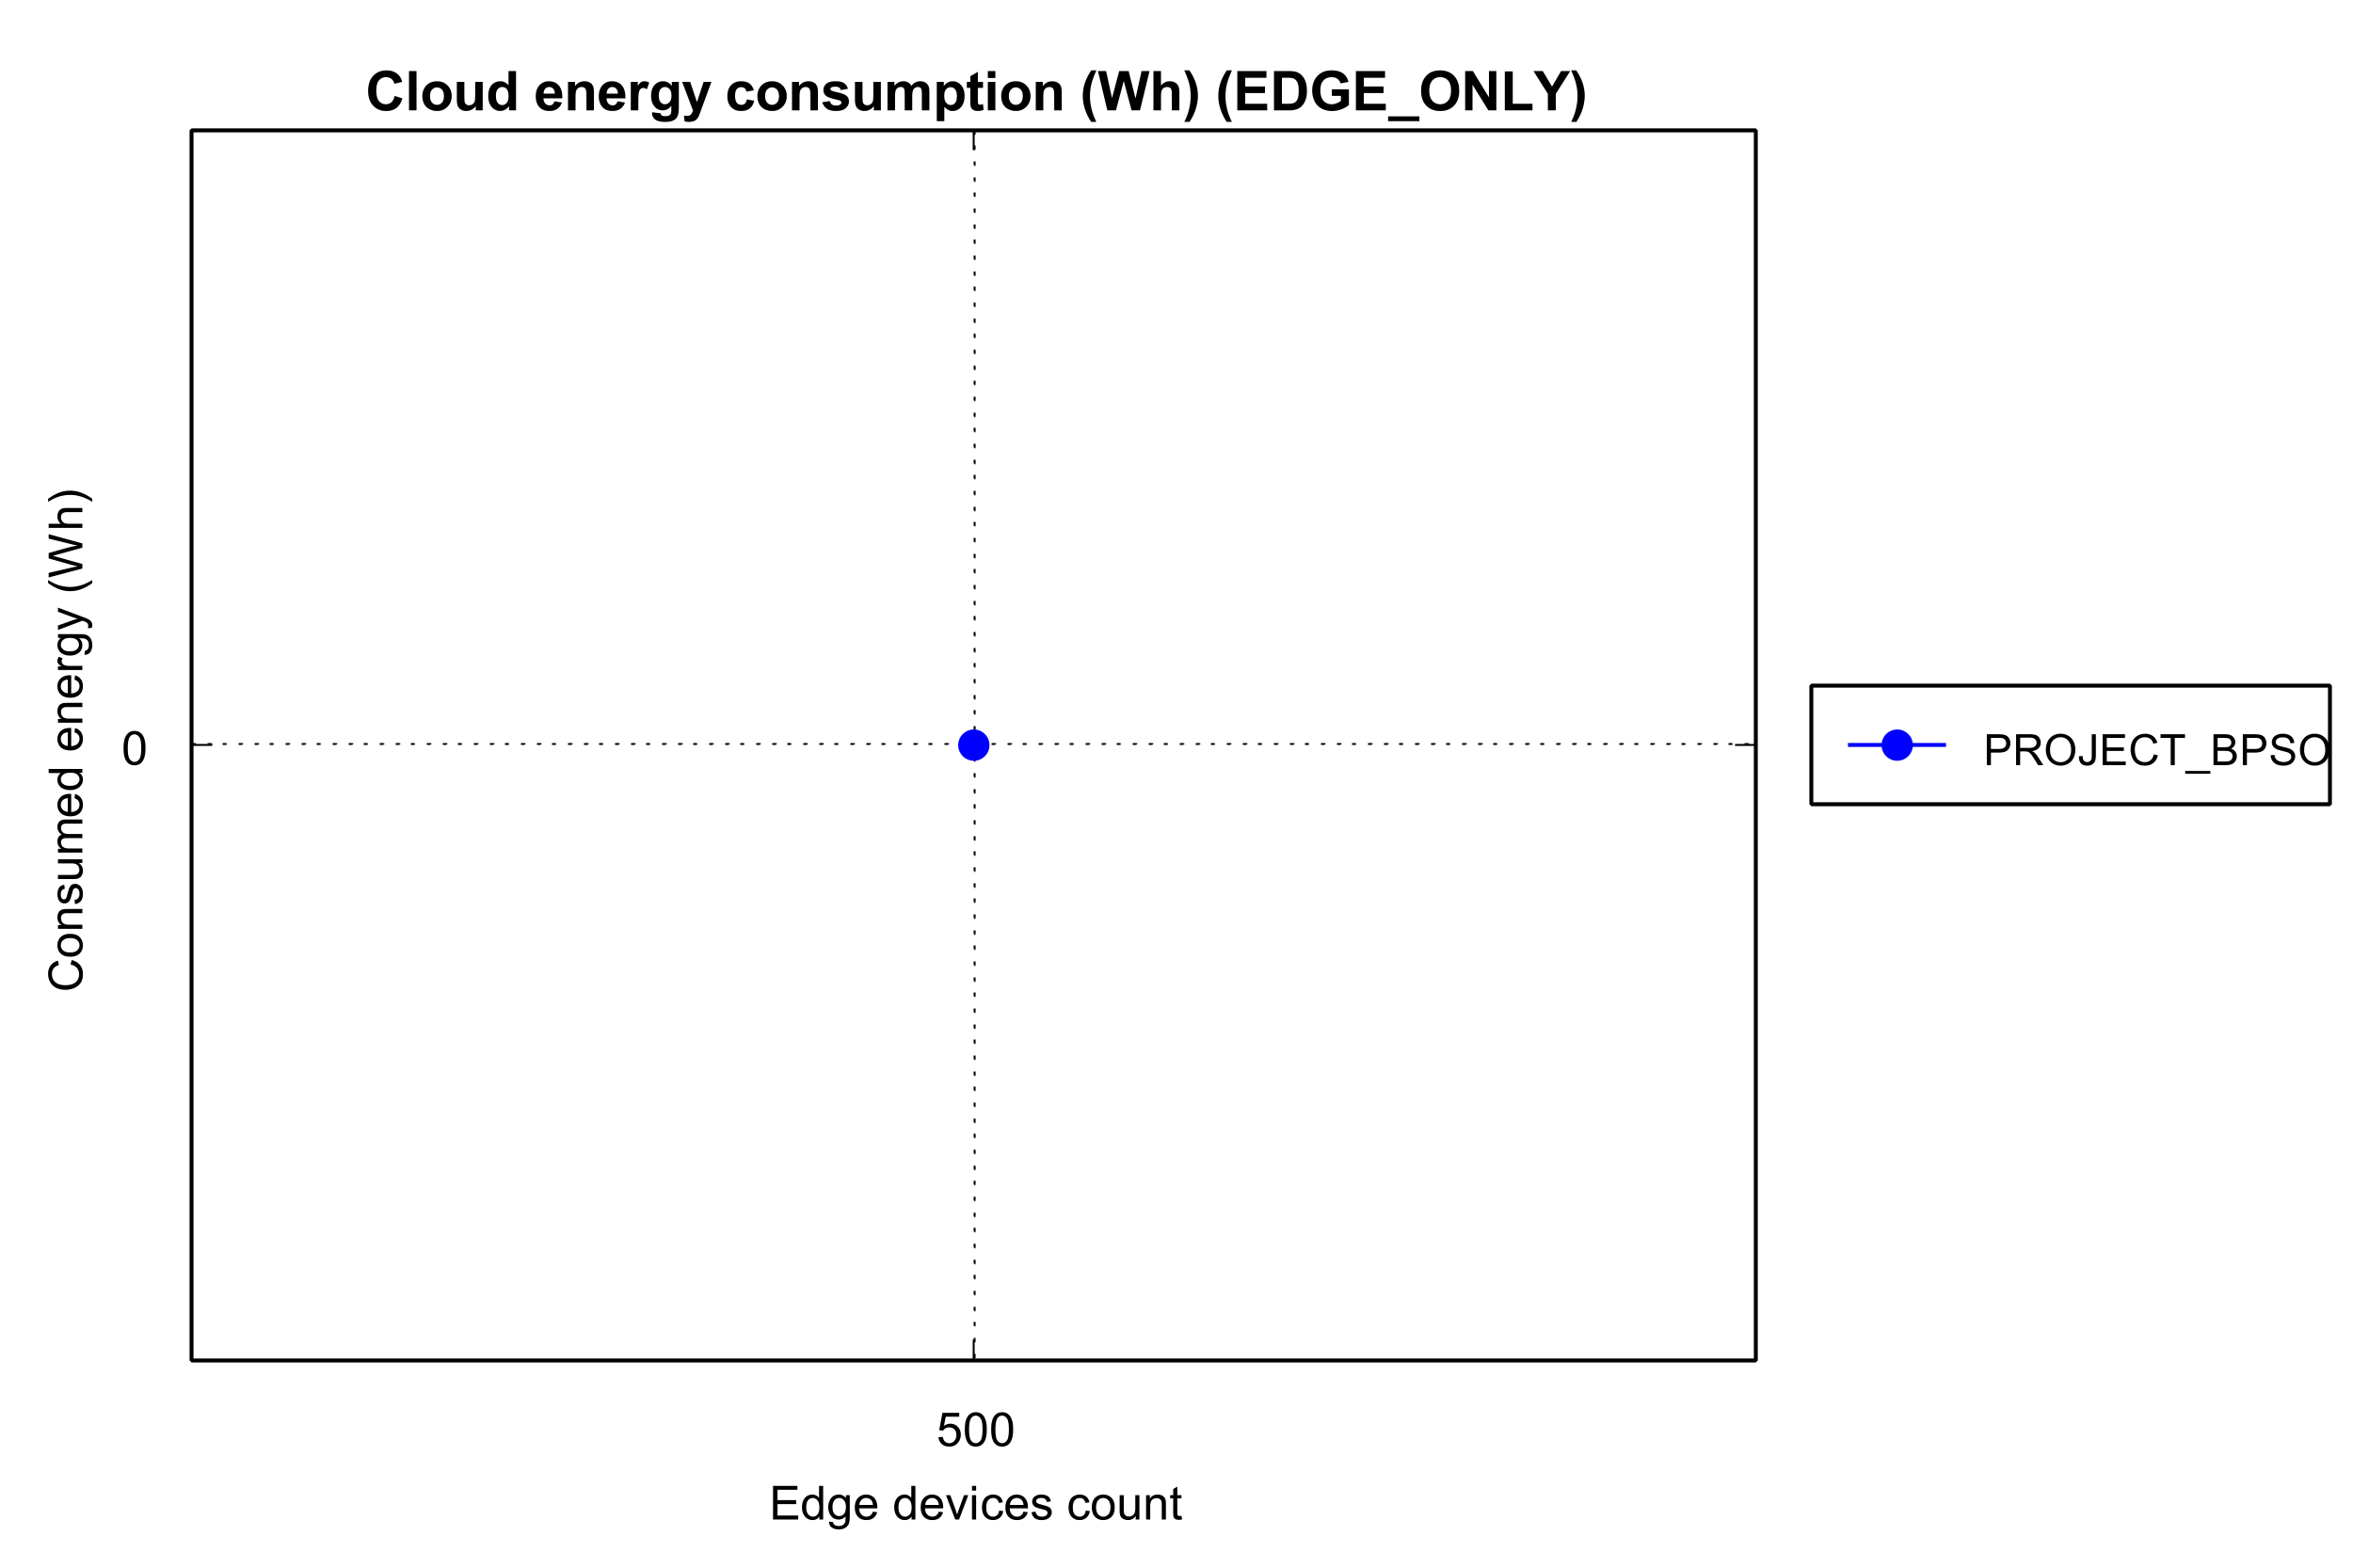 Cloud energy consumption (Wh) (EDGE_ONLY)
Consumed energy (Wh)
0
PROJECT_BPSO
500
Edge devices count